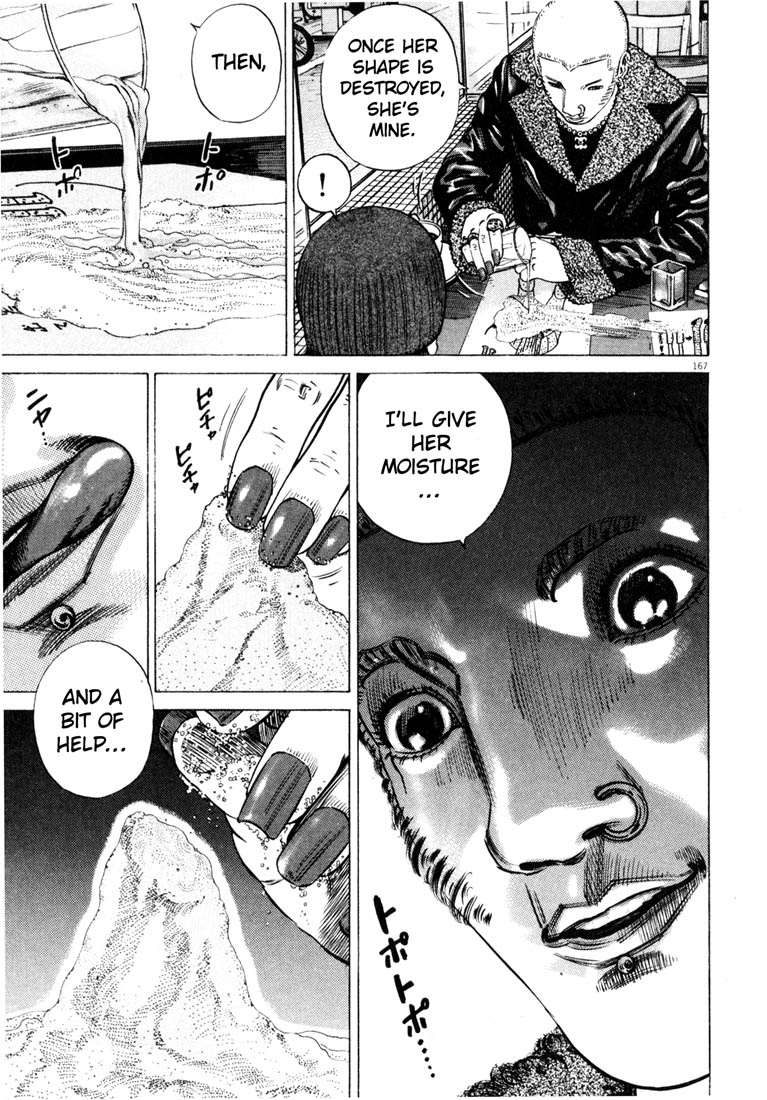 ONCE HER
SHAPE IS
DESTROYED,
SHE'S
MINE.
!
THEN,
トポ
トポ
167
I'LL GIVE
HER
MOISTURE
...
トポトポ……
ピチャ
ピチャ
ニャ…
AND A
BIT OF
HELP...